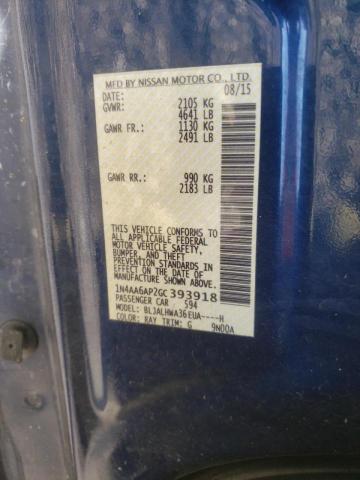 MFD BY NISSAN MOTOR CO., LTD.
DATE: 08/15
GVWR: 2105 KG
4641 LB
GAWR FR: 1130 KG
2491 LB
GAWR RR: 990 KG
2183 LB
THIS VEHICLE CONFORMS TO
ALL APPLICABLE FEDERAL
MOTOR VEHICLE SAFETY,
BUMPER, AND THEFT
PREVENTION STANDARDS IN
EFFECT ON THE DATE OF
MANUFACTURE SHOWN ABOVE.
1N4AA6AP2GC393918
PASSENGER CAR 594
MODEL: BLJALHWA36EUA----H
COLOR: RAY TRIM: G 9N00A